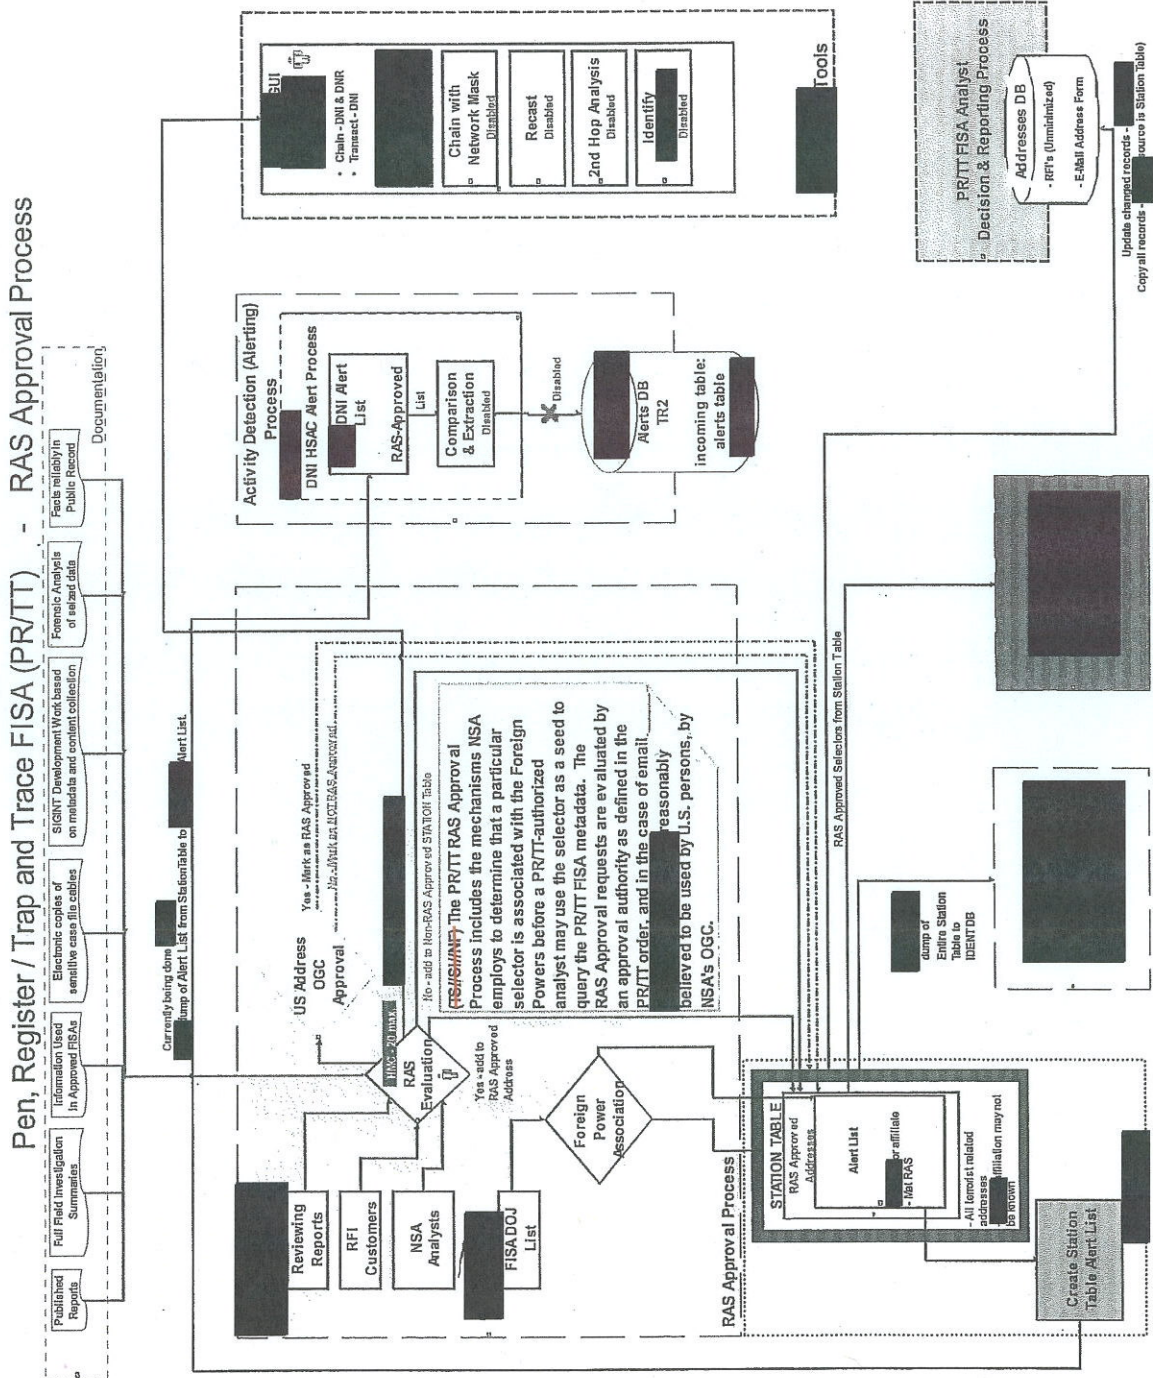 Pen, Register / Trap and Trace FISA (PR/TT) - RAS Approval Process
Published
Reports
Full Field Investigation
Summaries
Information Used
In Approved FISAs
Electronic copies of
sensitive case file cables
SIGINT Development Work based
on metadata and content collection
Forensic Analysis
of seized data
Facts reliably in
Public Record
Documentation
Currently being done
dump of Alert List from Station Table to
Alert List
Reviewing
Reports
RFI
Customers
NSA
Analysts
FISA DOJ
List
RAS
Evaluation
US Address
OGC
Approval
Yes - Mark as RAS Approved
No - Mark as NOT RAS Approved
No - add to Non-RAS Approved STATION Table
Yes - add to
RAS Approved
Address
Foreign
Power
Association
The PR/TT RAS Approval
Process includes the mechanisms NSA
employs to determine that a particular
selector is associated with the Foreign
Powers before a PR/TT-authorized
analyst may use the selector as a seed to
query the PR/TT FISA metadata. The
RAS Approval requests are evaluated by
an approval authority as defined in the
PR/TT order, and in the case of email
reasonably
believed to be used by U.S. persons, by
NSA's OGC.
RAS Approval Process
STATION TABLE
RAS Approved
Addresses
Alert List
or affiliate
- Met RAS
- All terrorist related
addresses
affiliation may not
be known
Create Station
Table Alert List
dump of
Entire Station
Table to
IDENT DB
RAS Approved Selectors from Station Table
Activity Detection (Alerting)
Process
DNI HSAC Alert Process
DNI Alert
List
RAS-Approved
List
Comparison
& Extraction
Disabled
Disabled
Alerts DB
TR2
incoming table:
alerts table
GUI
• Chain - DNI & DNR
• Transact - DNI
Chain with
Network Mask
Disabled
Recast
Disabled
2nd Hop Analysis
Disabled
Identify
Disabled
Tools
PR/TT FISA Analyst
Decision & Reporting Process
Addresses DB
- RFI's (Unminimized)
- E-Mail Address Form
Update changed records -
Copy all records -
source is Station Table)